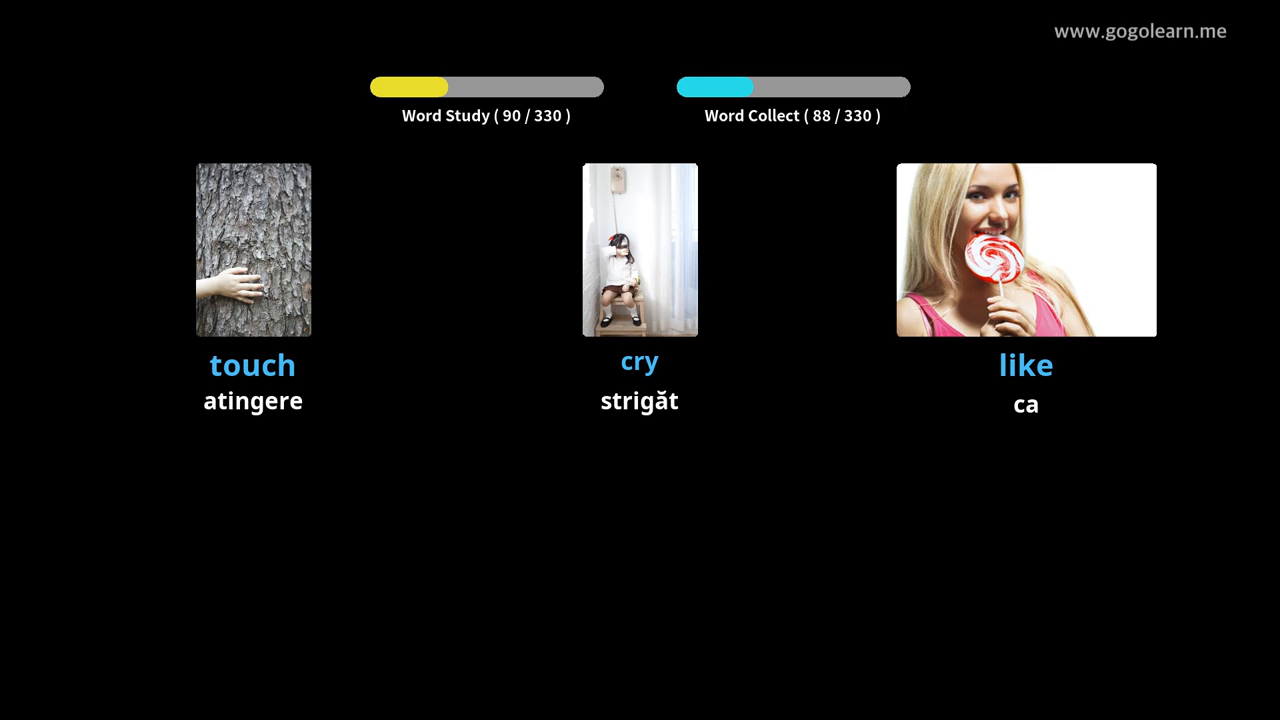 www.gogolearn.me
Word Study ( 90 / 330 )
Word Collect ( 88 / 330 )
touch
atingere
cry
strigăt
like
ca